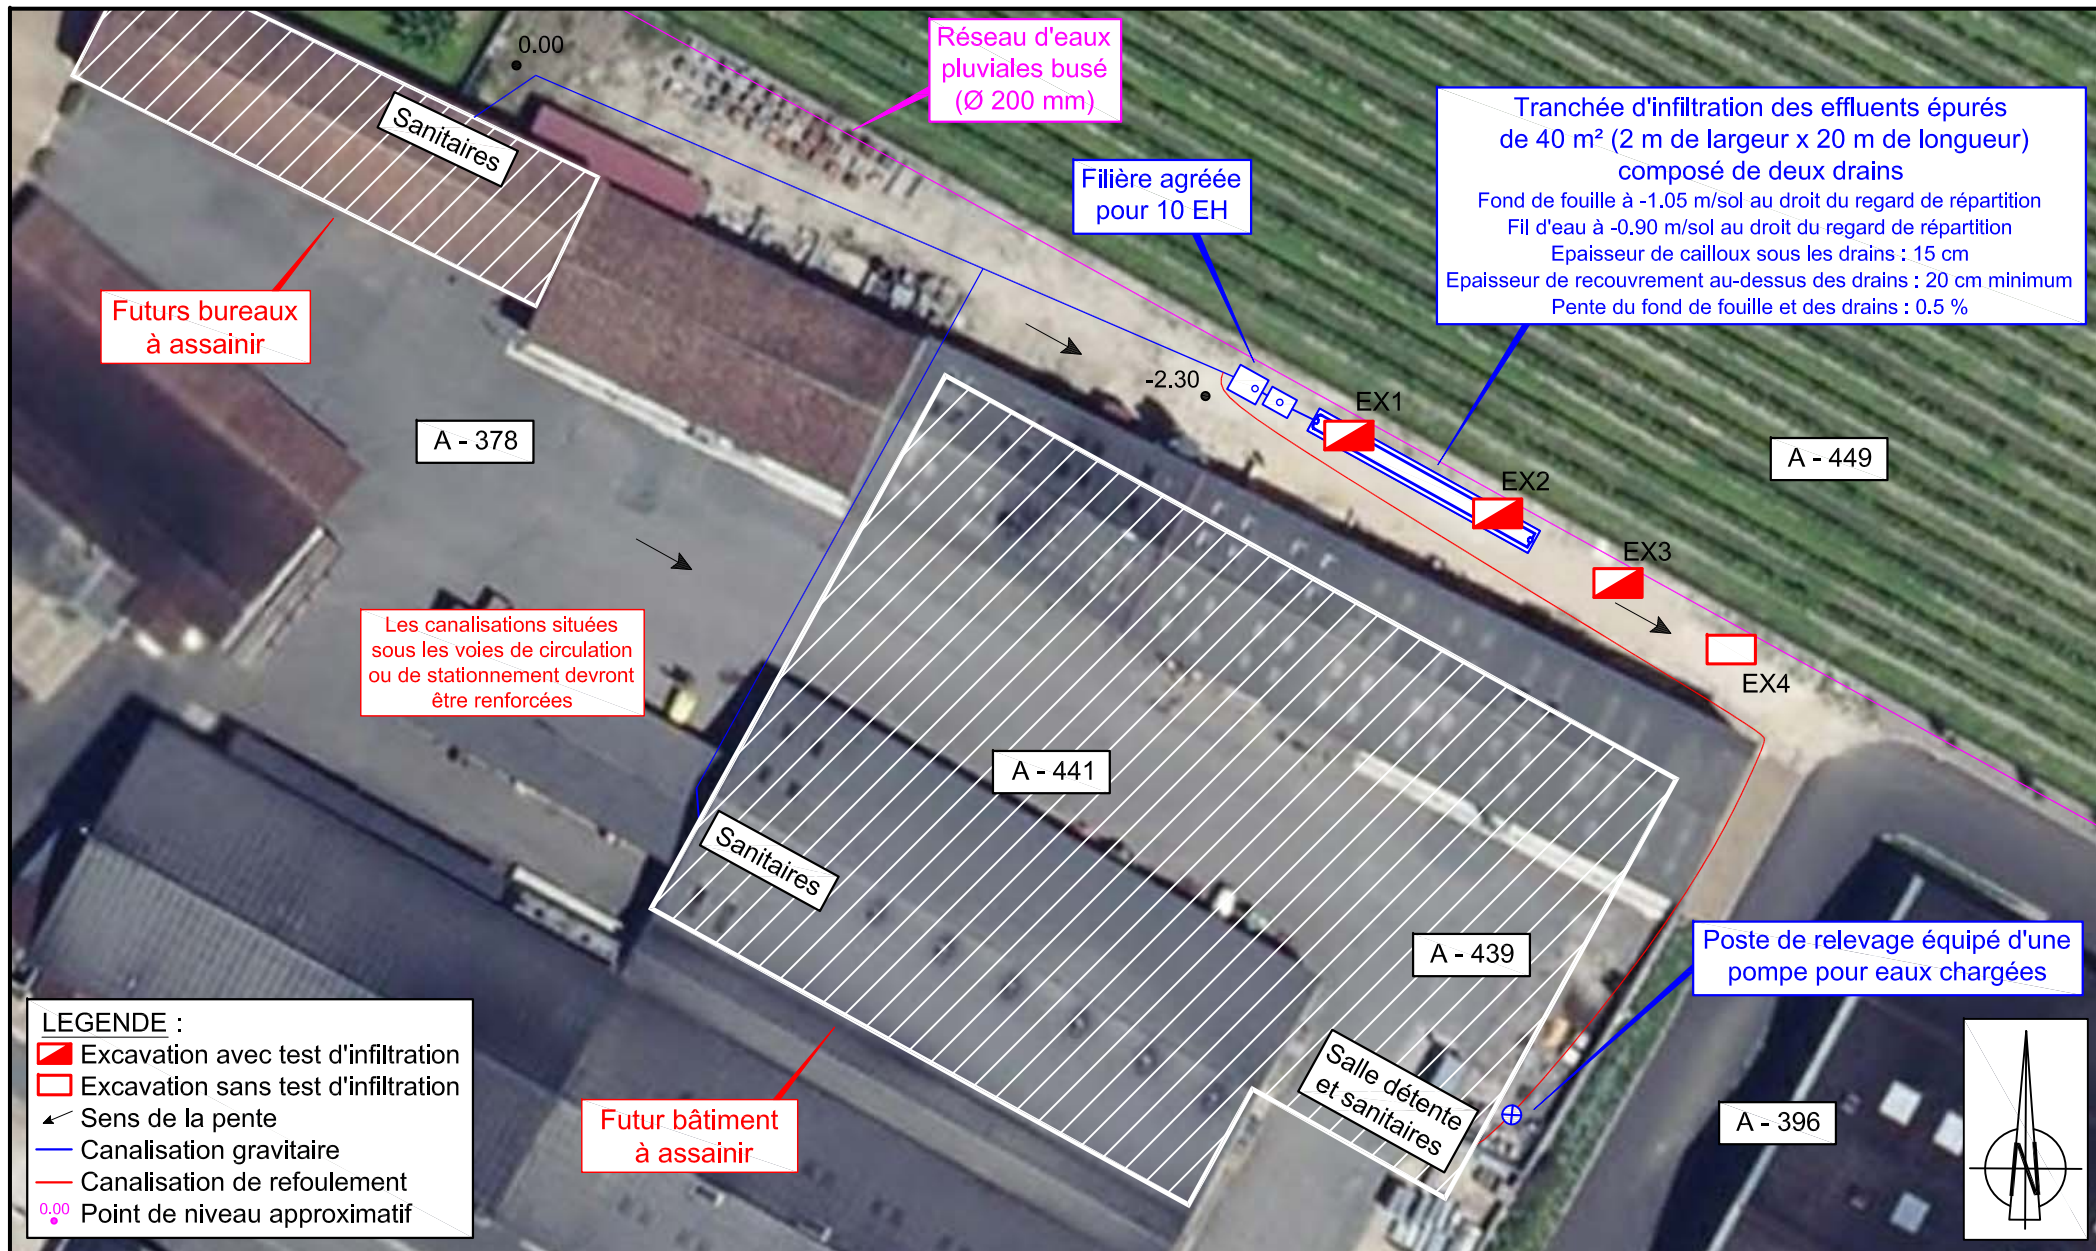 0.00
Réseau d'eaux
pluviales busé
(Ø 200 mm)
Tranchée d'infiltration des effluents épurés
de 40 m² (2 m de largeur x 20 m de longueur)
composé de deux drains
Fond de fouille à -1.05 m/sol au droit du regard de répartition
Fil d'eau à -0.90 m/sol au droit du regard de répartition
Epaisseur de cailloux sous les drains : 15 cm
Epaisseur de recouvrement au-dessus des drains : 20 cm minimum
Pente du fond de fouille et des drains : 0.5 %
Sanitaires
Filière agréée
pour 10 EH
Futurs bureaux
à assainir
-2.30
EX1
A - 378
A - 449
EX2
EX3
Les canalisations situées
sous les voies de circulation
ou de stationnement devront
être renforcées
EX4
A - 441
Sanitaires
A - 439
Poste de relevage équipé d'une
pompe pour eaux chargées
Salle détente
et sanitaires
Futur bâtiment
à assainir
A - 396
LEGENDE :
Excavation avec test d'infiltration
Excavation sans test d'infiltration
Sens de la pente
Canalisation gravitaire
Canalisation de refoulement
0.00
Point de niveau approximatif
N